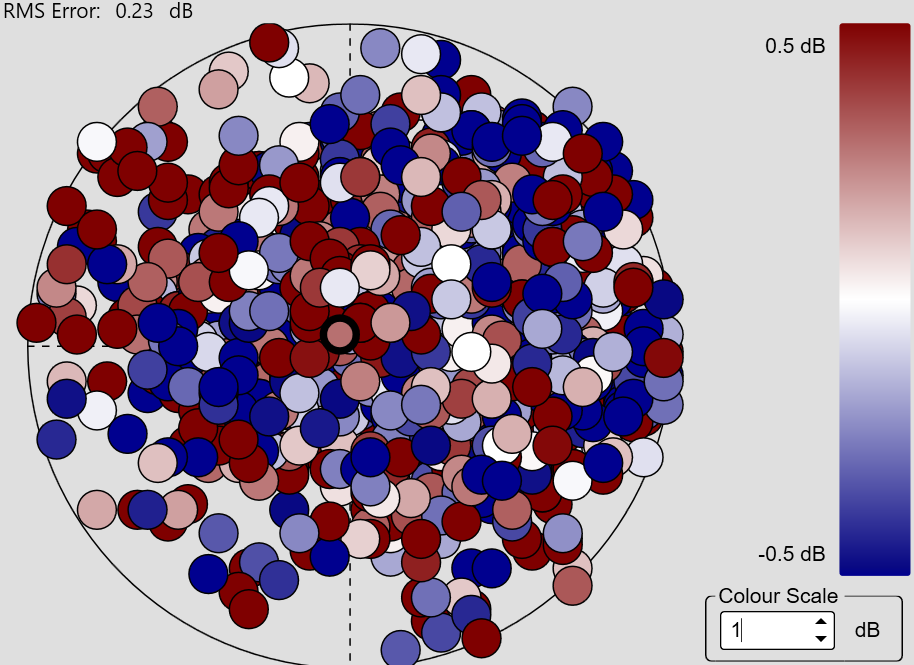 RMS Error: 0.23 dB
0.5 dB
-0.5 dB
Colour Scale
1 dB